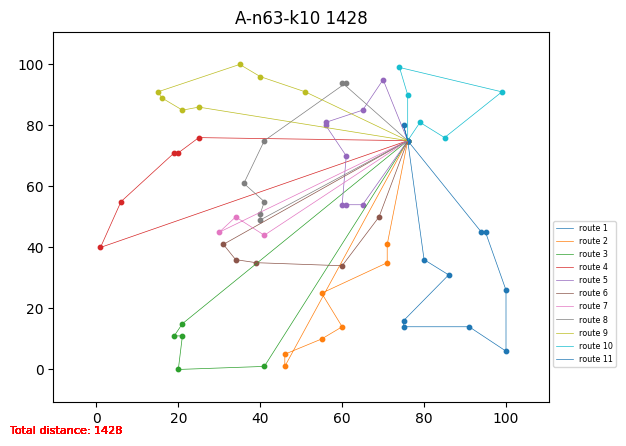 A-n63-k10 1428
100
80
60
40
20
0
0 20 40 60 80 100
route 1
route 2
route 3
route 4
route 5
route 6
route 7
route 8
route 9
route 10
route 11
Total distance: 1428